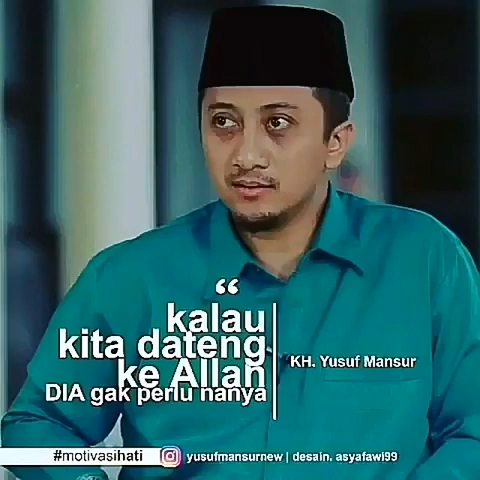 “
kalau
kita dateng
ke Allah
DIA gak perlu nanya
KH. Yusuf Mansur
#motivasihati
yusufmansurnew | desain. asyafawi99